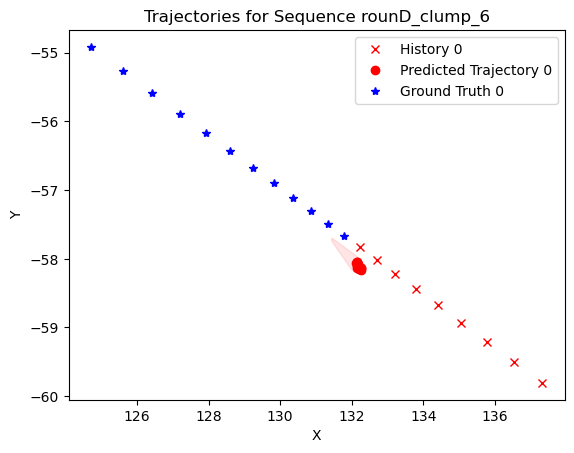 Trajectories for Sequence rounD_clump_6
History 0
Predicted Trajectory 0
Ground Truth 0
Y
−55
−56
−57
−58
−59
−60
126 128 130 132 134 136
X